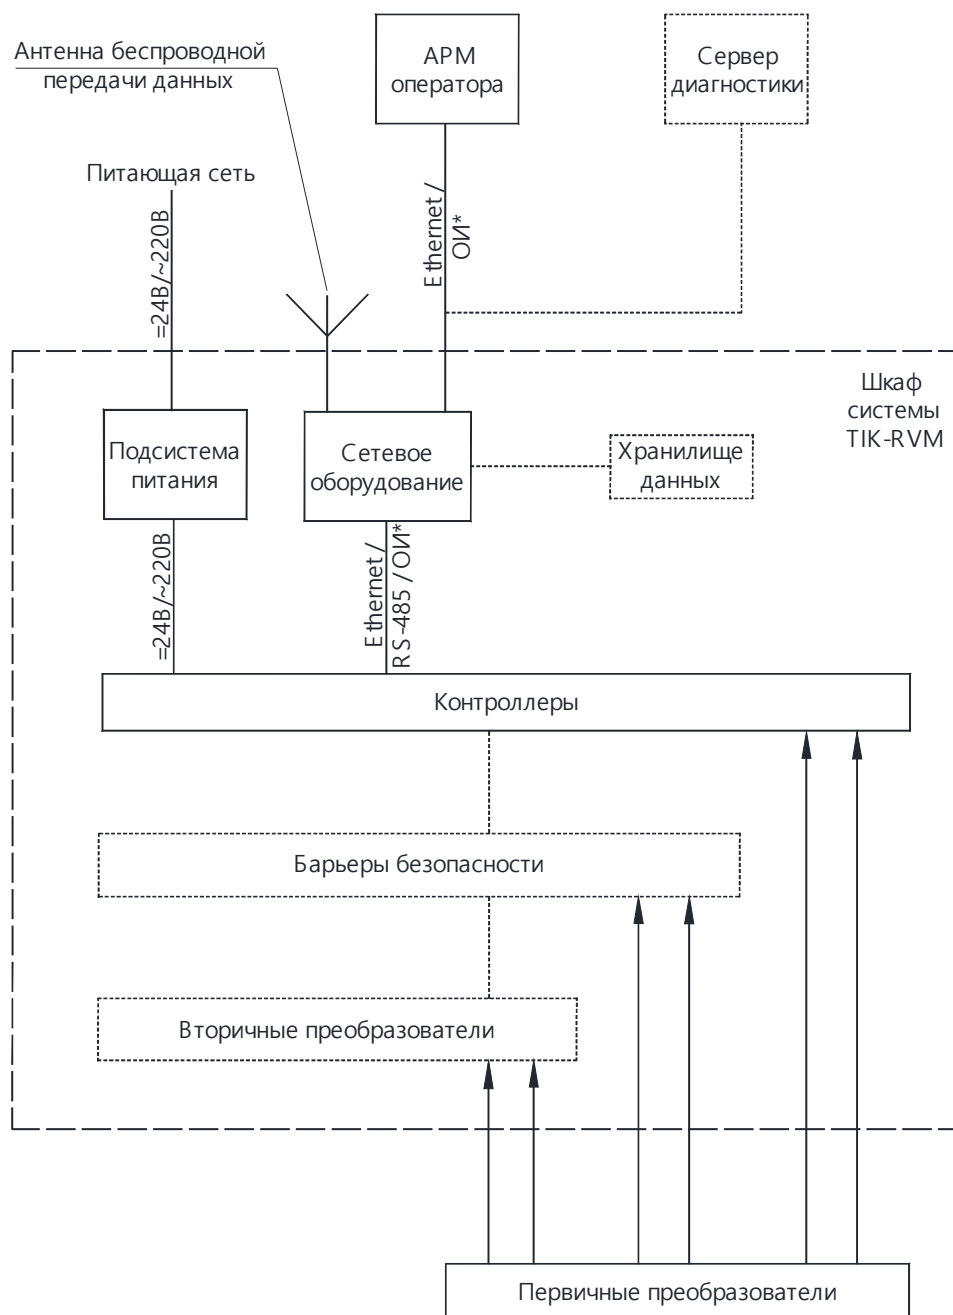 Антенна беспроводной
передачи данных
АРМ
оператора
Сервер
диагностики
Питающая сеть
=24В/~220В
Ethernet /
ОИ*
Шкаф
системы
TIK-RVM
Подсистема
питания
Сетевое
оборудование
Хранилище
данных
=24В/~220В
Ethernet /
RS-485 / ОИ*
Контроллеры
Барьеры безопасности
Вторичные преобразователи
Первичные преобразователи